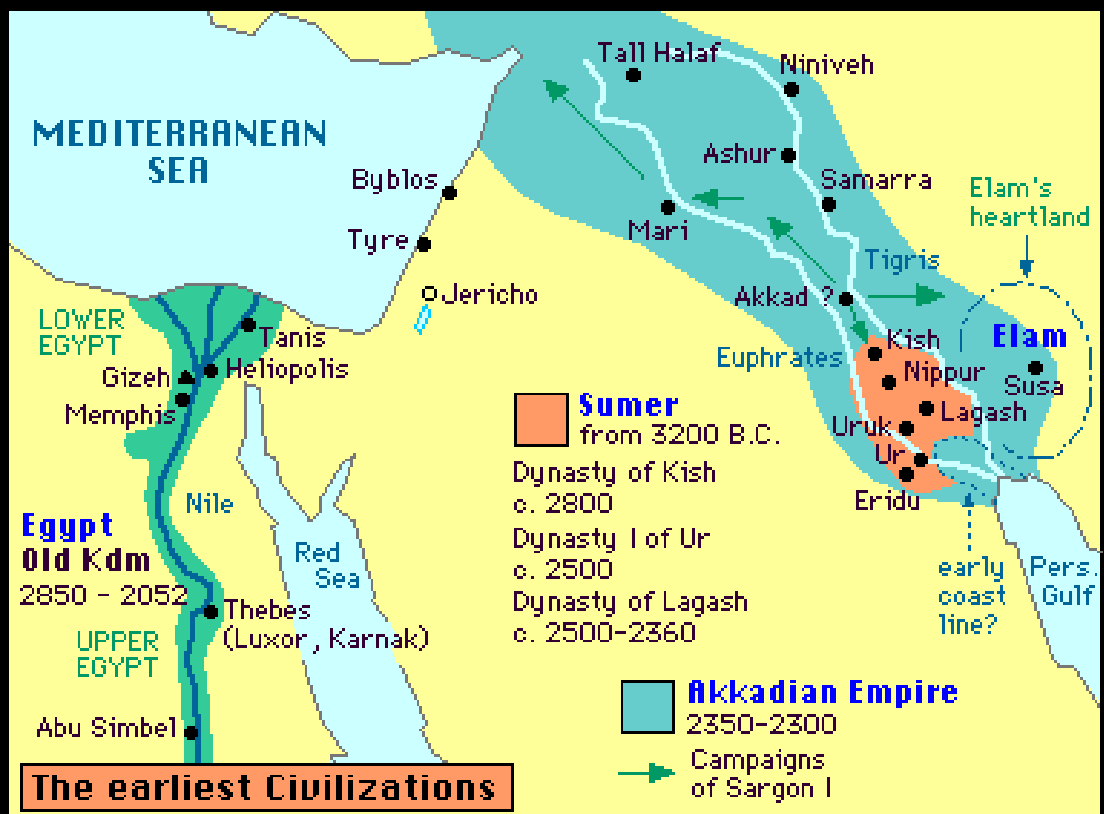 Tall Halaf
Niniveh
MEDITERRANEAN
SEA
Ashur
Byblos
Samarra
Elam's
heartland
Mari
Tyre
Tigris
Jericho
Akkad ?
LOWER
EGYPT
Tanis
Kish
Elam
Euphrates
Heliopolis
Gizeh
Nippur
Susa
Memphis
Sumer
from 3200 B.C.
Lagash
Uruk
Ur
Eridu
Dynasty of Kish
c. 2800
Nile
Egypt
Old Kdm
2850 - 2052
Dynasty I of Ur
c. 2500
Red
Sea
early
coast
line?
Pers.
Gulf
Dynasty of Lagash
c. 2500-2360
Thebes
(Luxor, Karnak)
UPPER
EGYPT
Akkadian Empire
2350-2300
Abu Simbel
Campaigns
of Sargon I
The earliest Civilizations